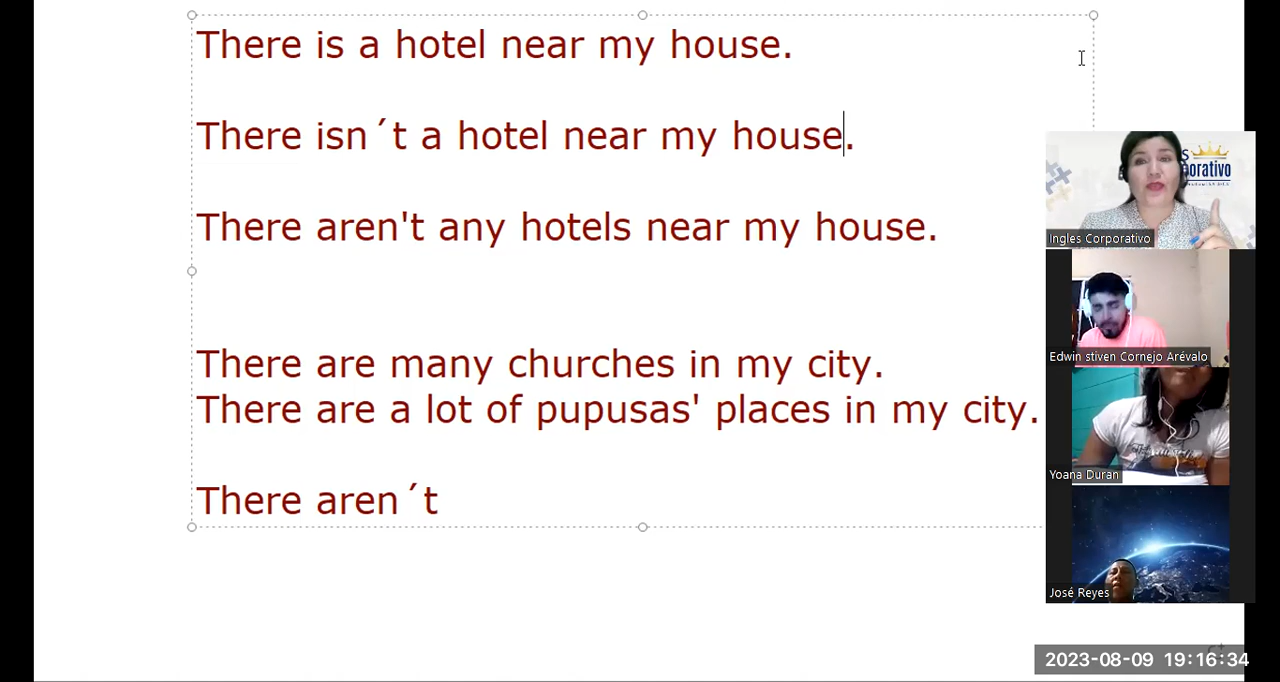 There is a hotel near my house.
There isn´t a hotel near my house.
There aren't any hotels near my house.
There are many churches in my city.
There are a lot of pupusas' places in my city.
There aren´t
Ingles Corporativo
Edwin stiven Cornejo Arévalo
Yoana Duran
José Reyes
2023-08-09 19:16:34